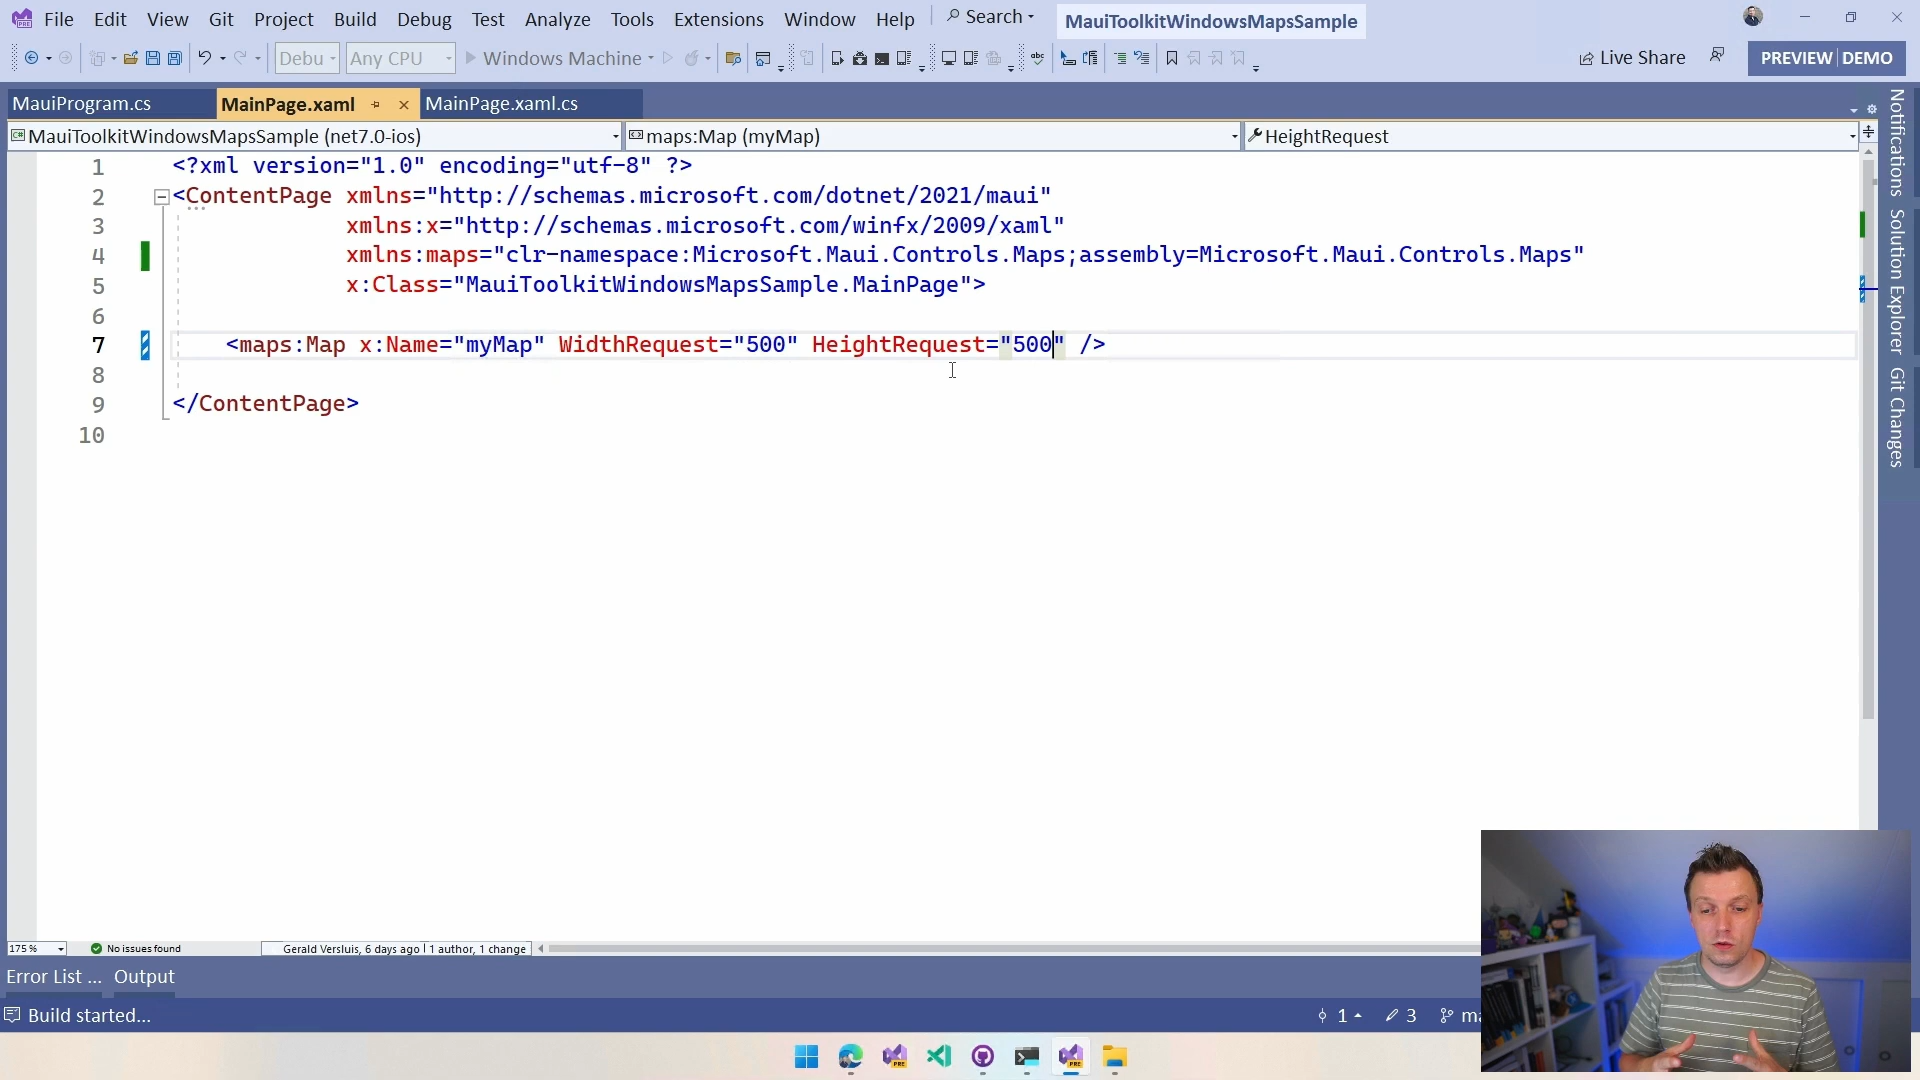 File Edit View Git Project Build Debug Test Analyze Tools Extensions Window Help Search MauiToolkitWindowsMapsSample
Debu Any CPU Windows Machine Live Share PREVIEW DEMO
MauiProgram.cs MainPage.xaml MainPage.xaml.cs
MauiToolkitWindowsMapsSample (net7.0-ios) maps:Map (myMap) HeightRequest
1 <?xml version="1.0" encoding="utf-8" ?>
2 <ContentPage xmlns="http://schemas.microsoft.com/dotnet/2021/maui"
3 xmlns:x="http://schemas.microsoft.com/winfx/2009/xaml"
4 xmlns:maps="clr-namespace:Microsoft.Maui.Controls.Maps;assembly=Microsoft.Maui.Controls.Maps"
5 x:Class="MauiToolkitWindowsMapsSample.MainPage">
6
7 <maps:Map x:Name="myMap" WidthRequest="500" HeightRequest="500" />
8
9 </ContentPage>
10
Notifications
Solution Explorer
Git Changes
175 % No issues found Gerald Versluis, 6 days ago | 1 author, 1 change
Error List ... Output
Build started... 1 3 ma